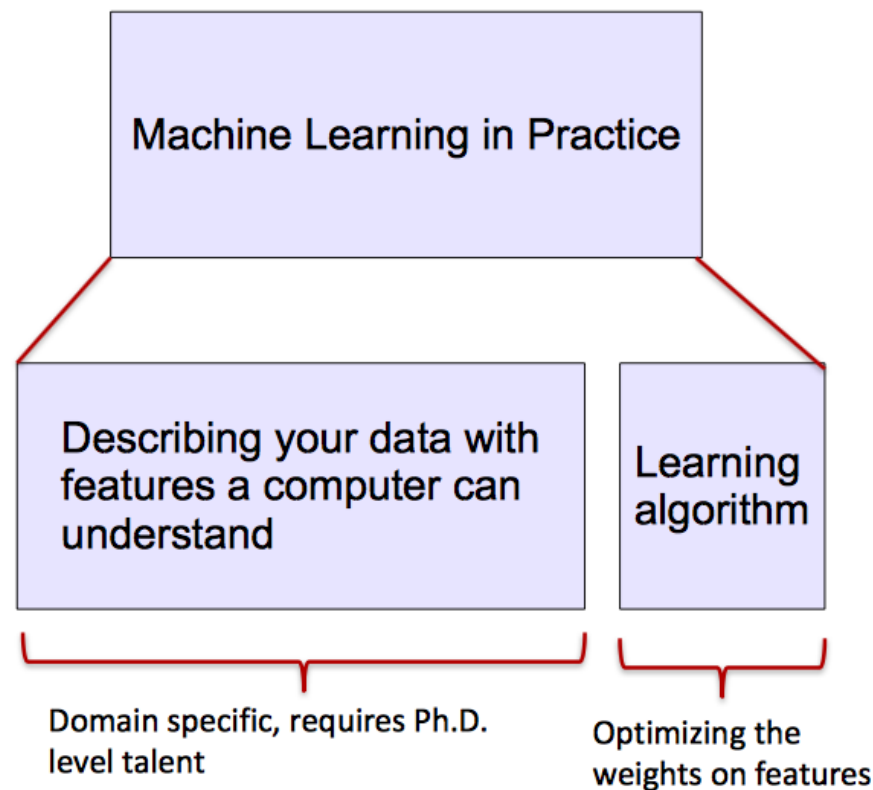 Machine Learning in Practice
Describing your data with
features a computer can
understand
Learning
algorithm
Domain specific, requires Ph.D.
level talent
Optimizing the
weights on features